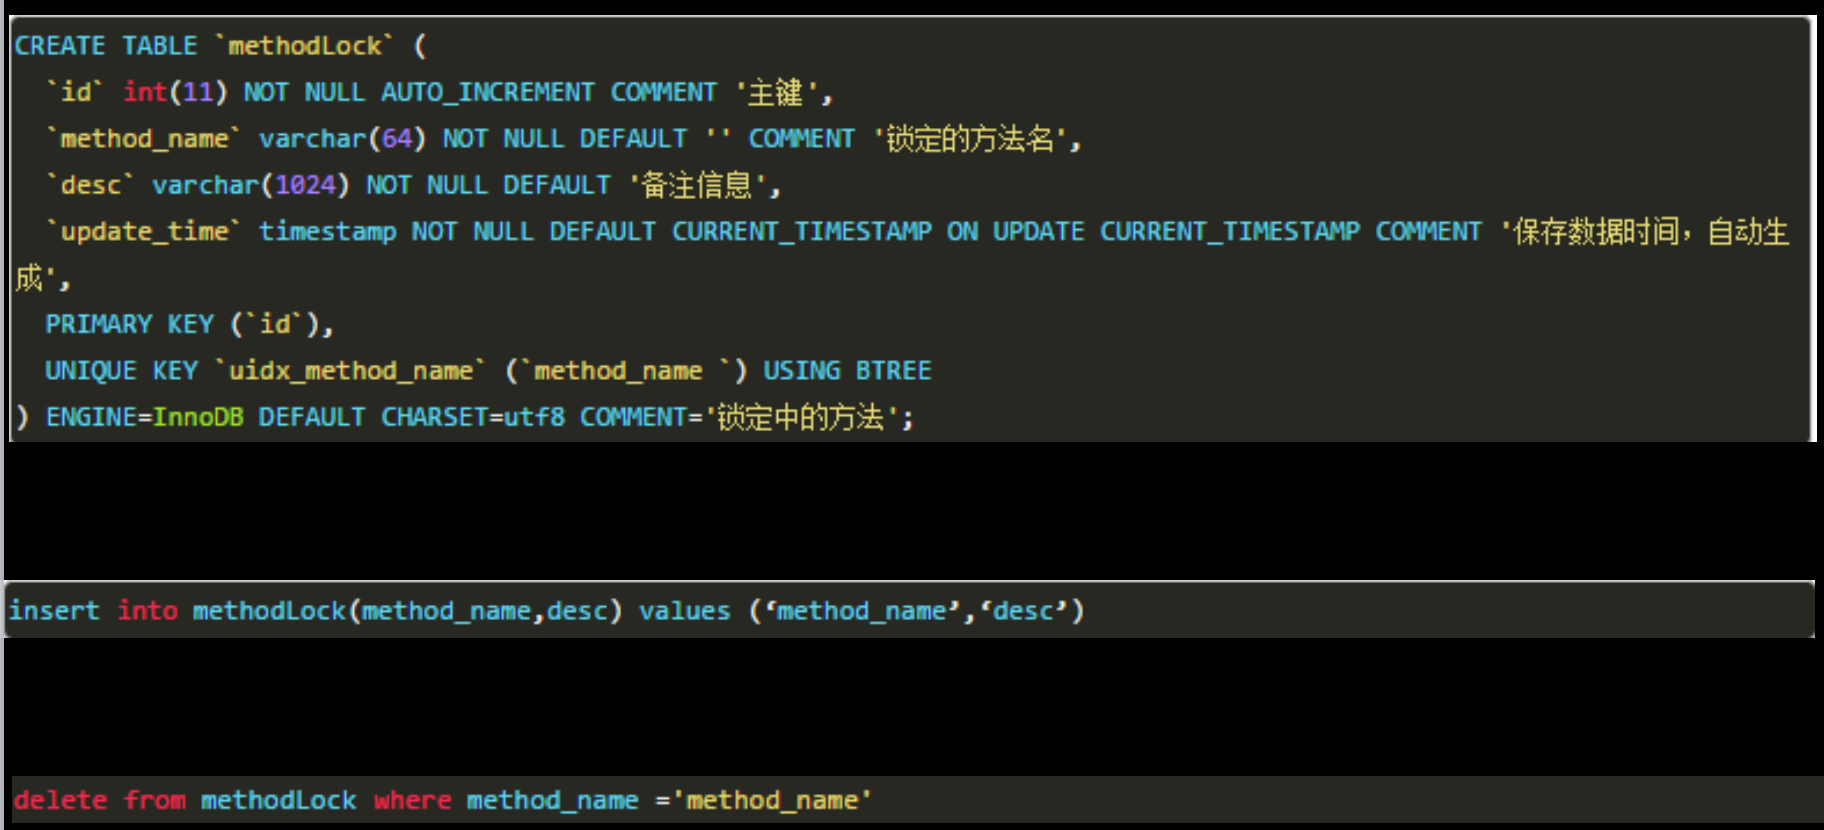 CREATE TABLE `methodLock` (
  `id` int(11) NOT NULL AUTO_INCREMENT COMMENT '主键',
  `method_name` varchar(64) NOT NULL DEFAULT '' COMMENT '锁定的方法名',
  `desc` varchar(1024) NOT NULL DEFAULT '备注信息',
  `update_time` timestamp NOT NULL DEFAULT CURRENT_TIMESTAMP ON UPDATE CURRENT_TIMESTAMP COMMENT '保存数据时间，自动生
成',
  PRIMARY KEY (`id`),
  UNIQUE KEY `uidx_method_name` (`method_name `) USING BTREE
) ENGINE=InnoDB DEFAULT CHARSET=utf8 COMMENT='锁定中的方法';
insert into methodLock(method_name,desc) values (‘method_name’,‘desc’)
delete from methodLock where method_name ='method_name'